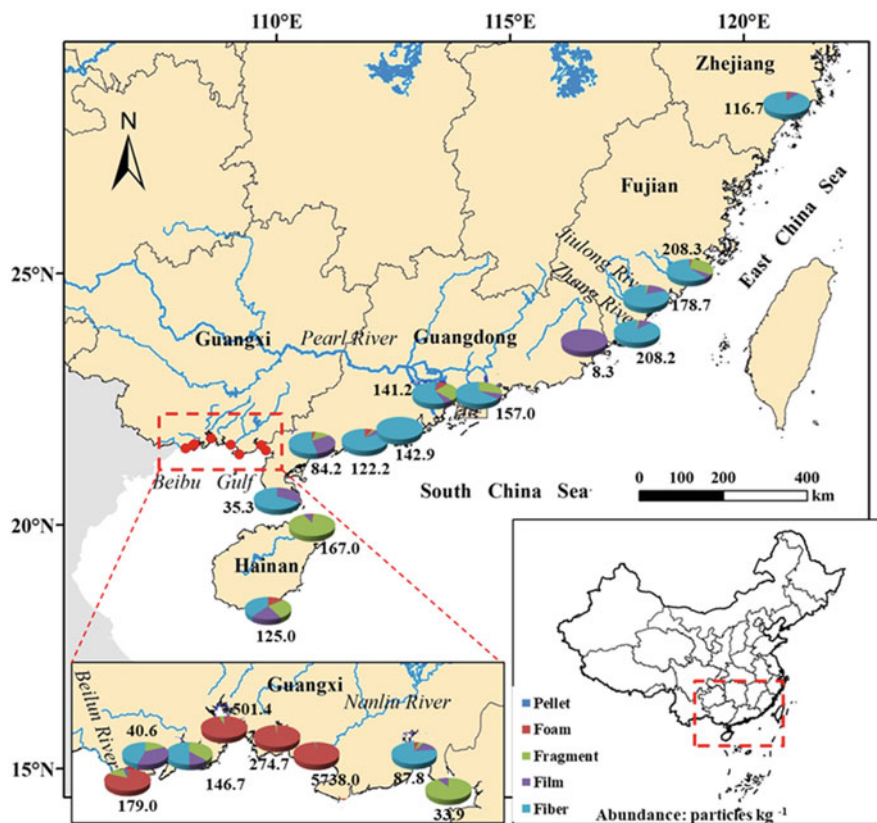 110°E 115°E 120°E
Zhejiang
116.7
N
Fujian
East China Sea
208.3
25°N
Jiulong Rive
178.7
Zhang Rive
208.2
8.3
Guangxi
Pearl River
Guangdong
141.2
157.0
142.9
122.2
84.2
Beibu Gulf
35.3
South China Sea
0 100 200 300 400
km
20°N
167.0
Hainan
125.0
Guangxi
501.4
Nanliu River
Beilun River
40.6
274.7
146.7
5738.0
87.8
179.0
33.9
15°N
Pellet
Foam
Fragment
Film
Fiber
Abundance: particles kg -1